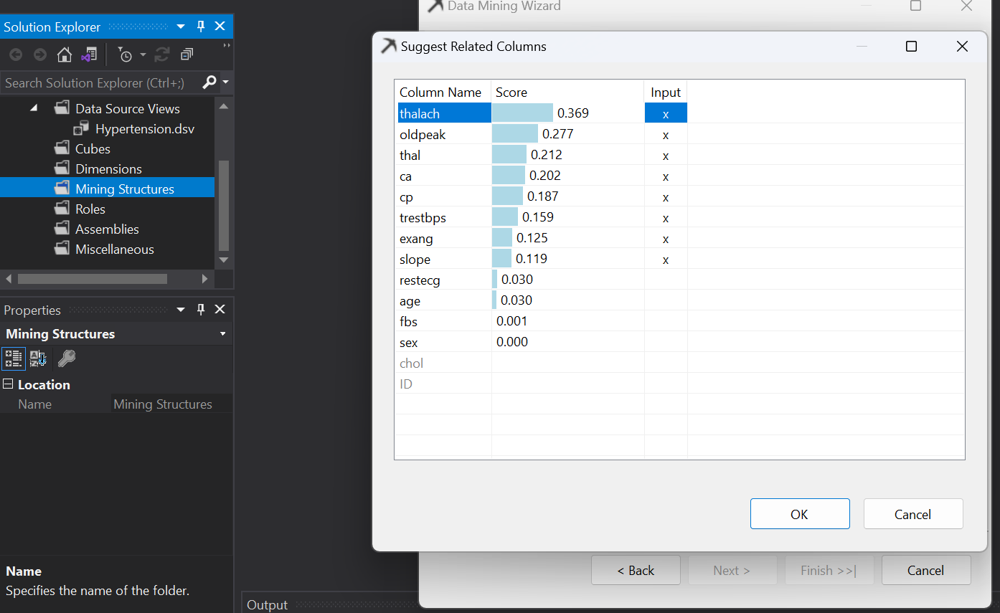 Data Mining Wizard
Solution Explorer
Search Solution Explorer (Ctrl+;)
Data Source Views
Hypertension.dsv
Cubes
Dimensions
Mining Structures
Roles
Assemblies
Miscellaneous
Properties
Mining Structures
Location
Name Mining Structures
Name
Specifies the name of the folder.
Suggest Related Columns
Column Name Score Input
thalach 0.369 x
oldpeak 0.277 x
thal 0.212 x
ca 0.202 x
cp 0.187 x
trestbps 0.159 x
exang 0.125 x
slope 0.119 x
restecg 0.030
age 0.030
fbs 0.001
sex 0.000
chol
ID
OK Cancel
< Back Next > Finish >>| Cancel
Output